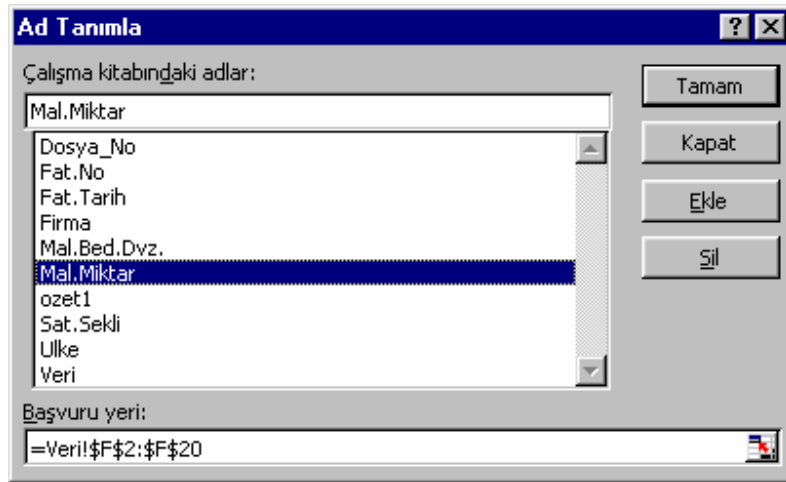 Ad Tanımla
Çalışma kitabındaki adlar:
Mal.Miktar
Dosya_No
Fat.No
Fat.Tarih
Firma
Mal.Bed.Dvz.
Mal.Miktar
ozet1
Sat.Sekli
Ulke
Veri
Başvuru yeri:
=Veri!$F$2:$F$20
Tamam
Kapat
Ekle
Sil